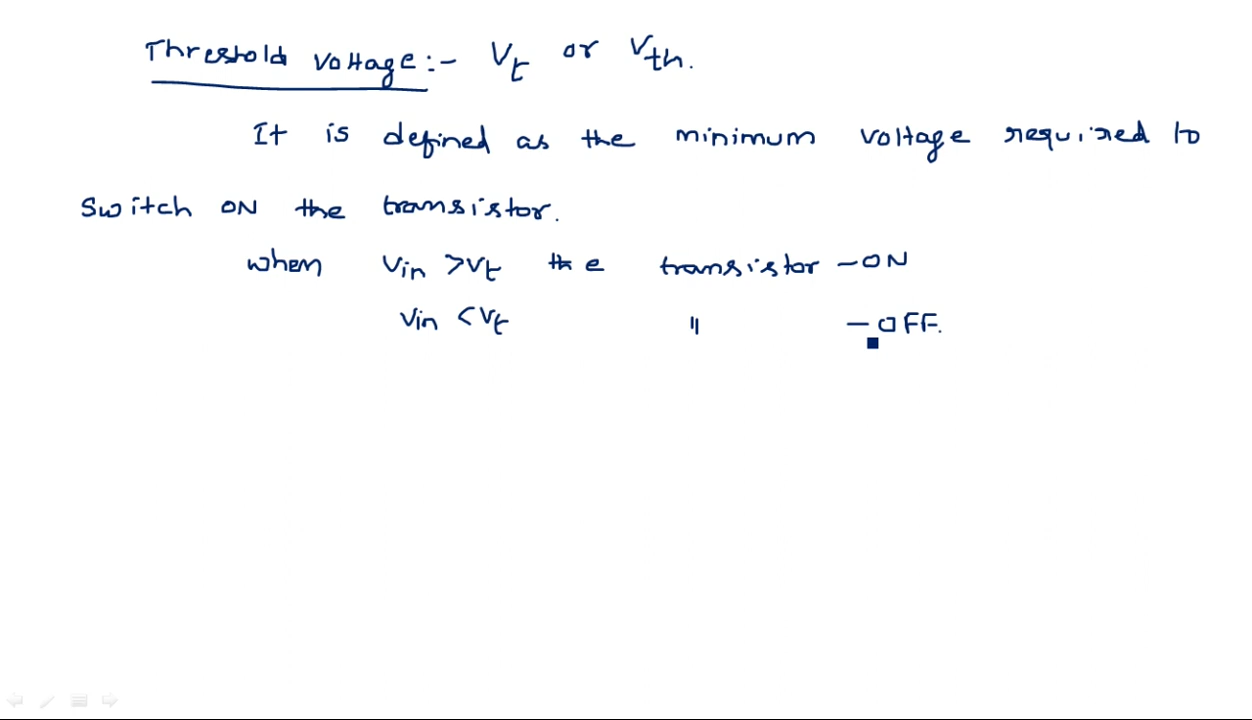 Threshold Voltage :- Vt or Vth.
It is defined as the minimum voltage required to
Switch ON the transistor.
when Vin >Vt the transistor - ON
Vin <Vt " - OFF.